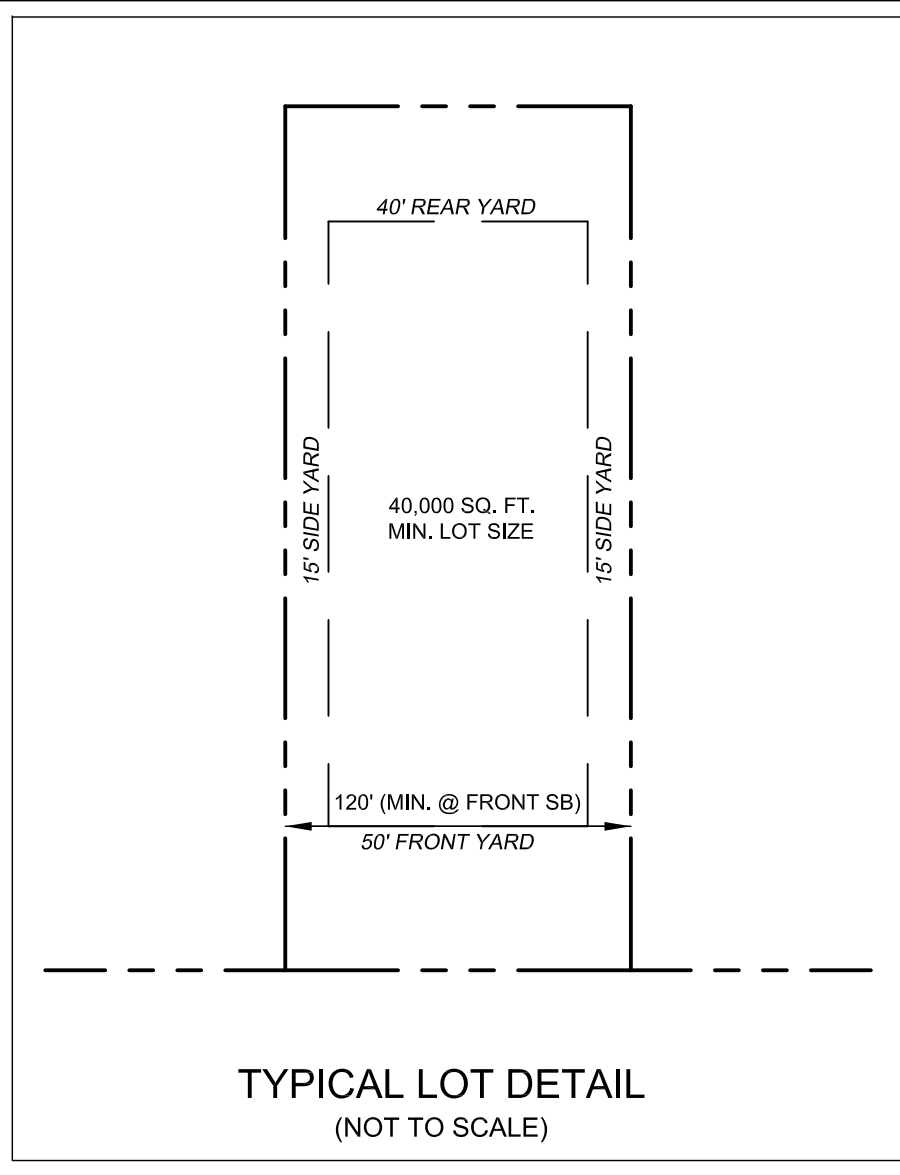 40' REAR YARD
15' SIDE YARD
40,000 SQ. FT.
MIN. LOT SIZE
15' SIDE YARD
120' (MIN. @ FRONT SB)
50' FRONT YARD
TYPICAL LOT DETAIL
(NOT TO SCALE)